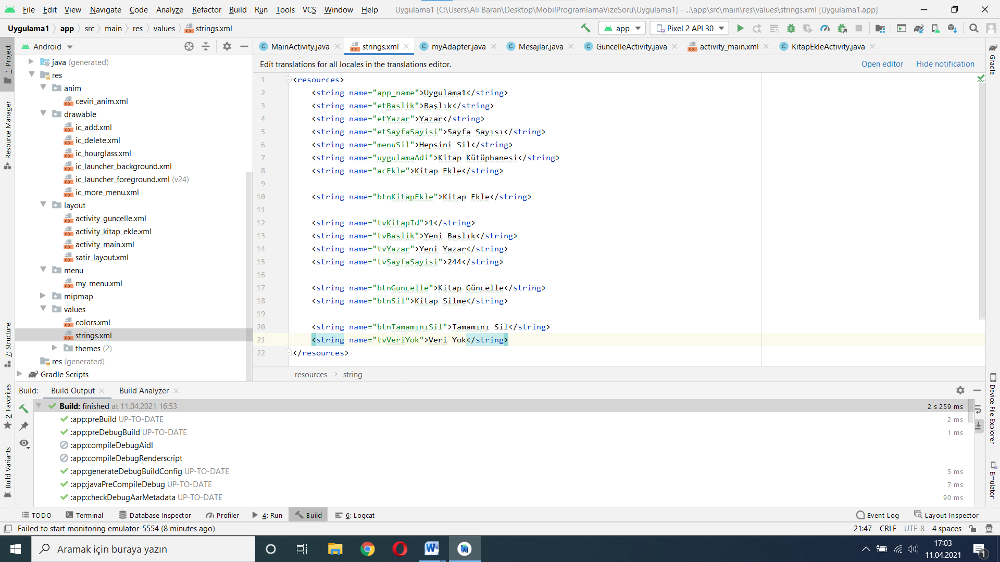 File Edit View Navigate Code Analyze Refactor Build Run Tools VCS Window Help Uygulama1 [C:\Users\Ali Baran\Desktop\MobilProgramlamaVizeSoru\Uygulama1] - ...\app\src\main\res\values\strings.xml [Uygulama1.app]
Uygulama1 app src main res values strings.xml app Pixel 2 API 30
Android
MainActivity.java strings.xml myAdapter.java Mesajlar.java GuncelleActivity.java activity_main.xml KitapEkleActivity.java
Edit translations for all locales in the translations editor. Open editor Hide notification
1: Project
Resource Manager
7: Structure
2: Favorites
Build Variants
java (generated)
res
anim
ceviri_anim.xml
drawable
ic_add.xml
ic_delete.xml
ic_hourglass.xml
ic_launcher_background.xml
ic_launcher_foreground.xml (v24)
ic_more_menu.xml
layout
activity_guncelle.xml
activity_kitap_ekle.xml
activity_main.xml
satir_layout.xml
menu
my_menu.xml
mipmap
values
colors.xml
strings.xml
themes (2)
res (generated)
Gradle Scripts
1 <resources>
2 <string name="app_name">Uygulama1</string>
3 <string name="etBaslik">Başlık</string>
4 <string name="etYazar">Yazar</string>
5 <string name="etSayfaSayisi">Sayfa Sayısı</string>
6 <string name="menuSil">Hepsini Sil</string>
7 <string name="uygulamaAdi">Kitap Kütüphanesi</string>
8 <string name="acEkle">Kitap Ekle</string>
9
10 <string name="btnKitapEkle">Kitap Ekle</string>
11
12 <string name="tvKitapId">1</string>
13 <string name="tvBaslik">Yeni Başlık</string>
14 <string name="tvYazar">Yeni Yazar</string>
15 <string name="tvSayfaSayisi">244</string>
16
17 <string name="btnGuncelle">Kitap Güncelle</string>
18 <string name="btnSil">Kitap Silme</string>
19
20 <string name="btnTamamınıSil">Tamamını Sil</string>
21 <string name="tvVeriYok">Veri Yok</string>
22 </resources>
resources string
Gradle
Device File Explorer
Emulator
Build: Build Output Build Analyzer
Build: finished at 11.04.2021 16:53 2 s 259 ms
:app:preBuild UP-TO-DATE 2 ms
:app:preDebugBuild UP-TO-DATE 1 ms
:app:compileDebugAidl
:app:compileDebugRenderscript
:app:generateDebugBuildConfig UP-TO-DATE 5 ms
:app:javaPreCompileDebug UP-TO-DATE 7 ms
:app:checkDebugAarMetadata UP-TO-DATE 90 ms
TODO Terminal Database Inspector Profiler 4: Run Build 6: Logcat Event Log Layout Inspector
Failed to start monitoring emulator-5554 (8 minutes ago) 21:47 CRLF UTF-8 4 spaces
Aramak için buraya yazın
17:03
11.04.2021
1